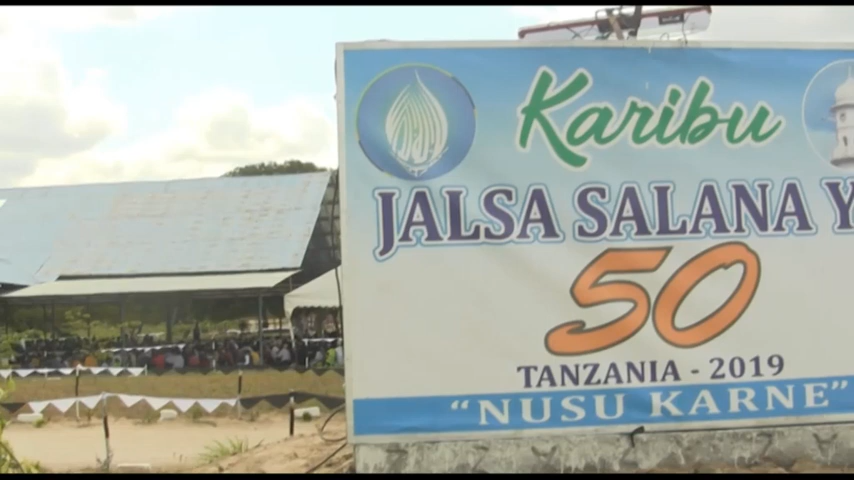 Karibu
JALSA SALANA Y
50
TANZANIA - 2019
"NUSU KARNE"